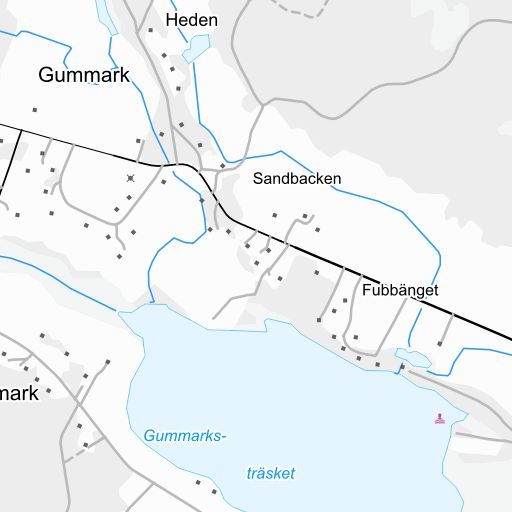 Heden
Gummark
Sandbacken
Fubbänget
mark
Gummarks-
träsket